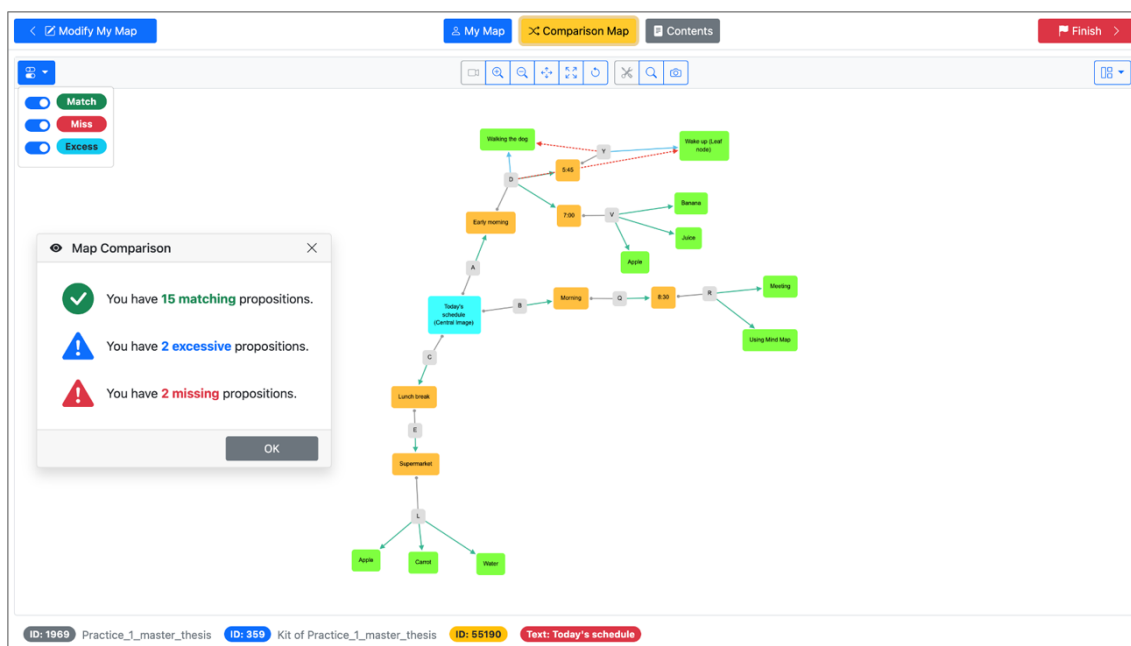 Modify My Map
My Map
Comparison Map
Contents
Finish
Match
Miss
Excess
Walking the dog
Y
Wake up (Leaf
node)
5:45
D
Banana
7:00
V
Early morning
Juice
Apple
A
Meeting
Today's
schedule
(Central image)
B
Morning
Q
8:30
R
Using Mind Map
C
Lunch break
E
Supermarket
L
Apple
Carrot
Water
Map Comparison
You have 15 matching propositions.
You have 2 excessive propositions.
You have 2 missing propositions.
OK
ID: 1969 Practice_1_master_thesis ID: 359 Kit of Practice_1_master_thesis ID: 55190 Text: Today's schedule